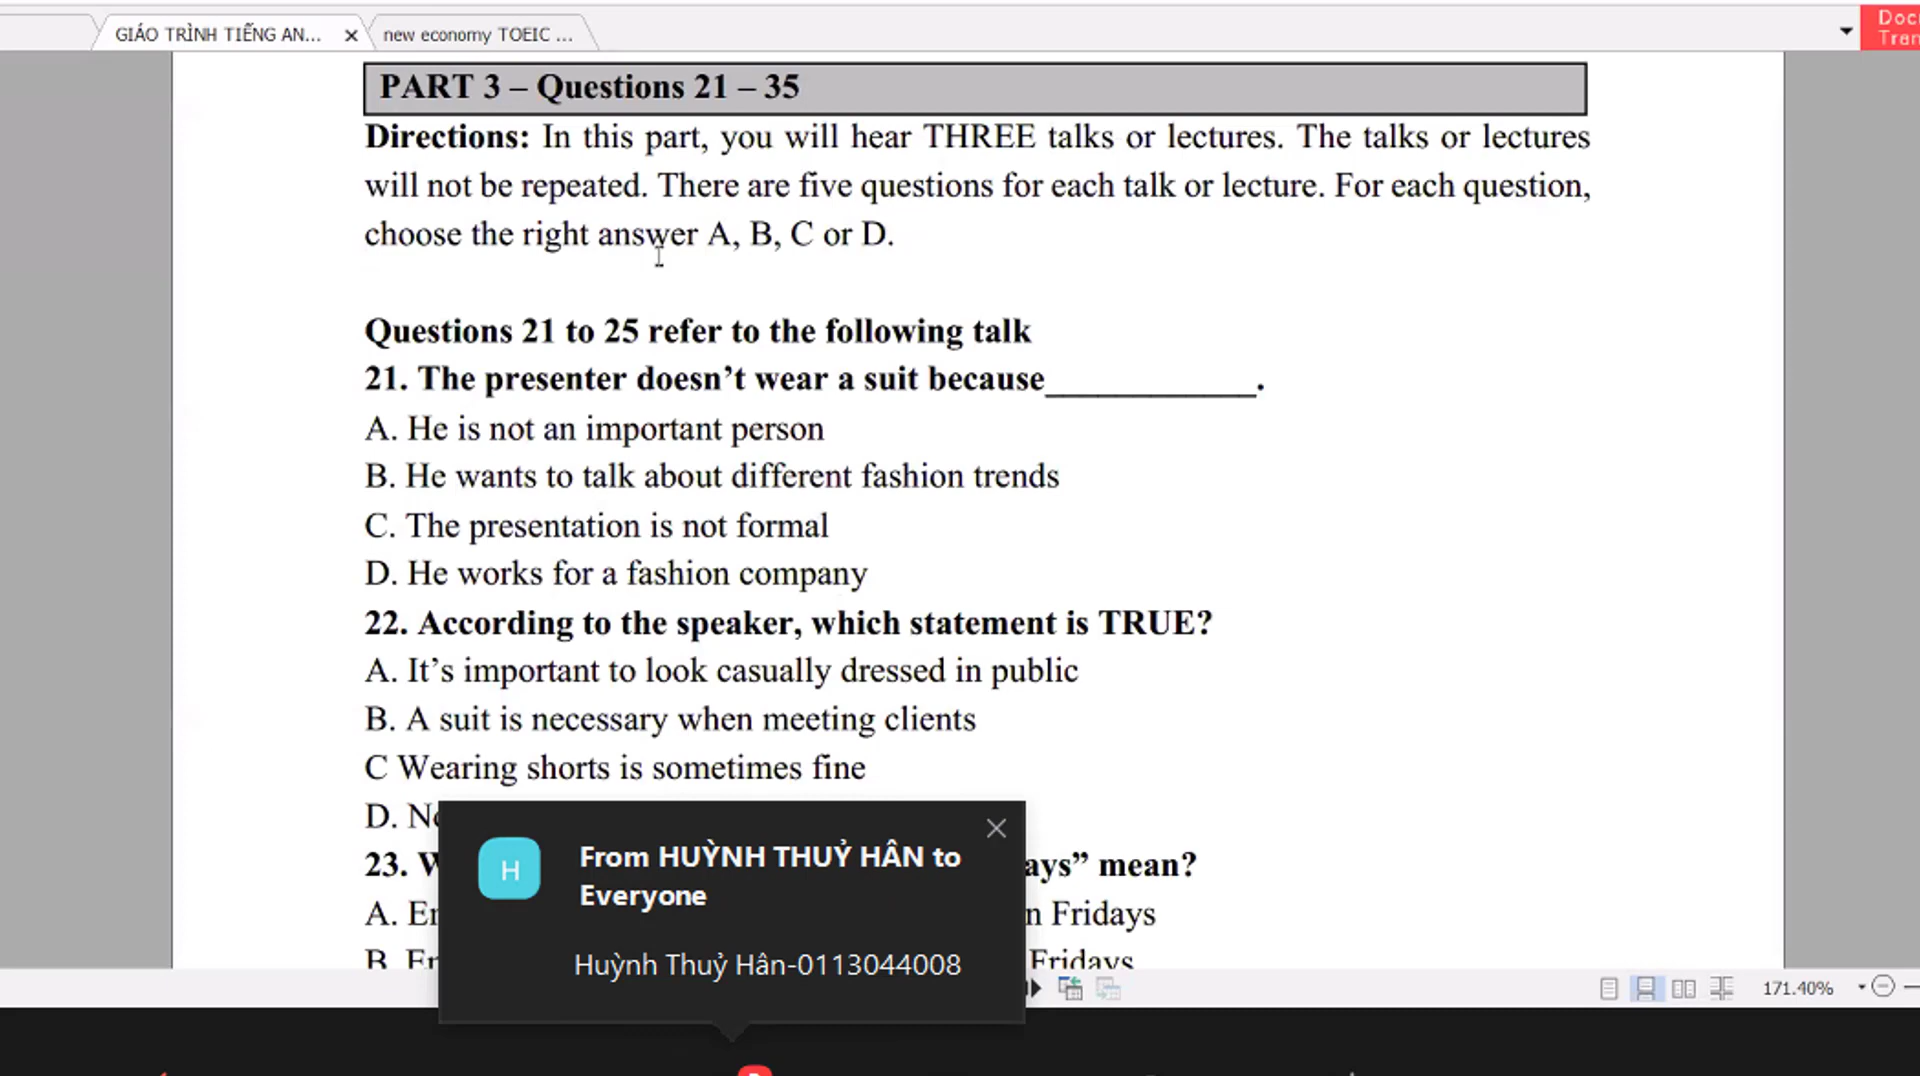 GIÁO TRÌNH TIẾNG AN...
new economy TOEIC ...
PART 3 – Questions 21 – 35
Directions: In this part, you will hear THREE talks or lectures. The talks or lectures
will not be repeated. There are five questions for each talk or lecture. For each question,
choose the right answer A, B, C or D.
Questions 21 to 25 refer to the following talk
21. The presenter doesn’t wear a suit because____________.
A. He is not an important person
B. He wants to talk about different fashion trends
C. The presentation is not formal
D. He works for a fashion company
22. According to the speaker, which statement is TRUE?
A. It’s important to look casually dressed in public
B. A suit is necessary when meeting clients
C Wearing shorts is sometimes fine
D.
23. ays” mean?
A. n Fridays
B. Fridays
H
From HUỲNH THUỶ HÂN to
Everyone
Huỳnh Thuỷ Hân-0113044008
171.40%